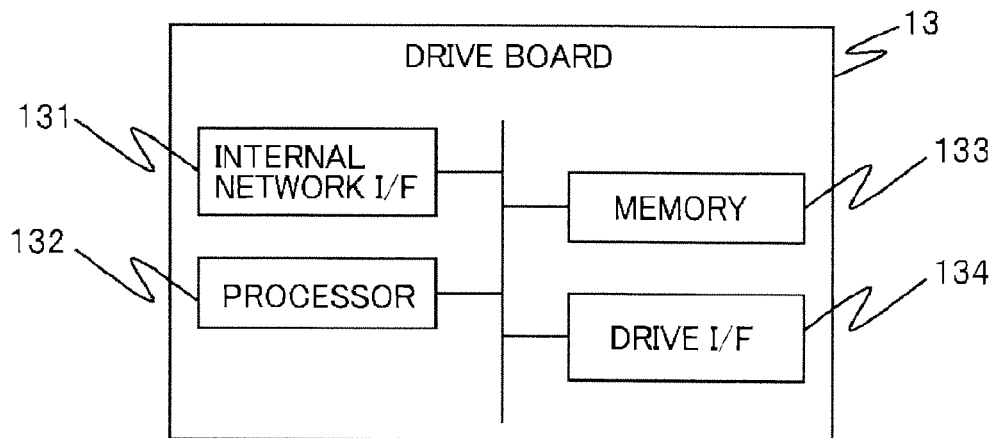 13
DRIVE BOARD
131
INTERNAL
NETWORK I/F
133
MEMORY
132
PROCESSOR
134
DRIVE I/F